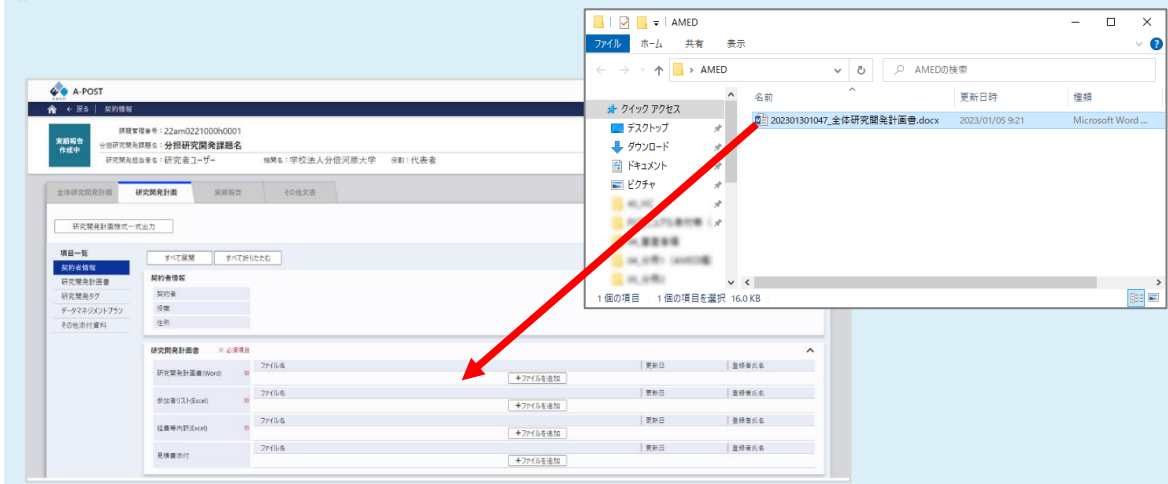 AMED
ファイル ホーム 共有 表示
AMED
AMEDの検索
クイック アクセス
デスクトップ
ダウンロード
ドキュメント
ピクチャ
名前 更新日時 種類
202301301047_全体研究開発計画書.docx 2023/01/05 9:21 Microsoft Word ...
1 個の項目 1 個の項目を選択 16.0 KB
A-POST
← 戻る 契約情報
実績報告
作成中
課題管理番号：22am0221000h0001
分担研究開発課題名：分担研究開発課題名
研究開発担当者名：研究者ユーザー 機関名：学校法人分倍河原大学 役割：代表者
全体研究開発計画 研究開発計画 実績報告 その他文書
研究開発計画様式一式出力
項目一覧
契約者情報
研究開発計画書
研究開発タグ
データマネジメントプラン
その他添付資料
すべて展開 すべて折りたたむ
契約者情報
契約者
役職
住所
研究開発計画書 ※ 必須項目
ファイル名 更新日 登録者氏名
研究開発計画書(Word) ※
+ファイルを追加
ファイル名 更新日 登録者氏名
参加者リスト(Excel) ※
+ファイルを追加
ファイル名 更新日 登録者氏名
経費等内訳(Excel) ※
+ファイルを追加
ファイル名 更新日 登録者氏名
見積書添付
+ファイルを追加